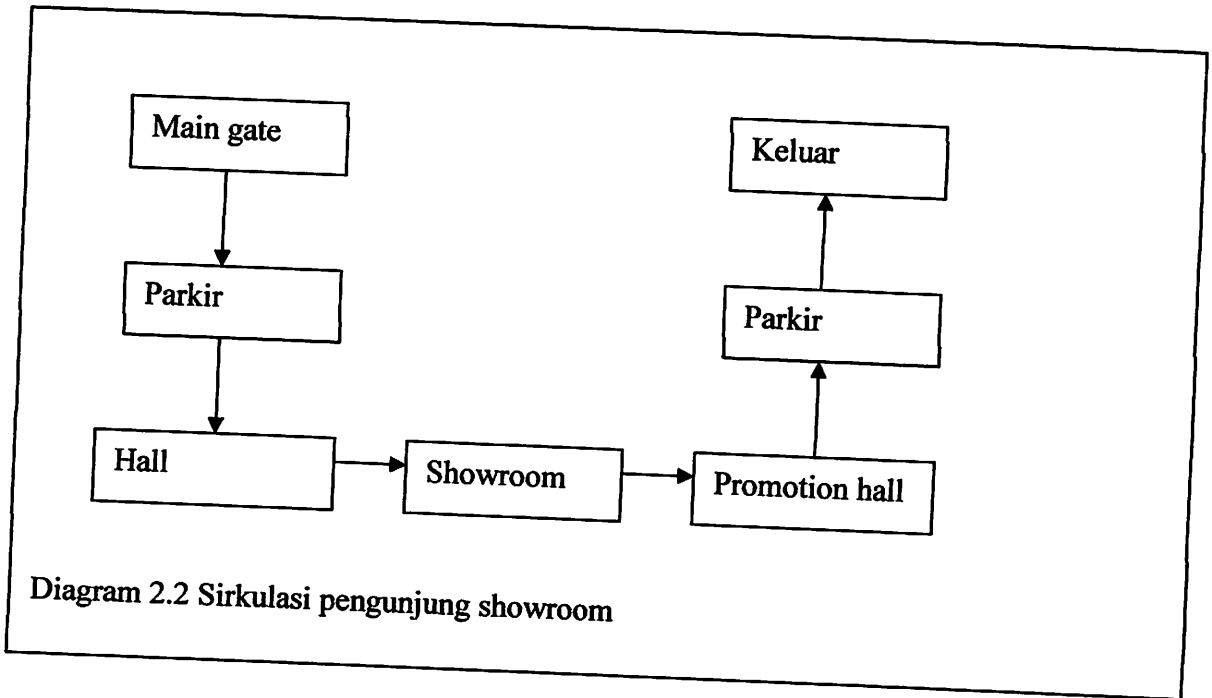 Main gate
Parkir
Hall
Showroom
Promotion hall
Parkir
Keluar
Diagram 2.2 Sirkulasi pengunjung showroom